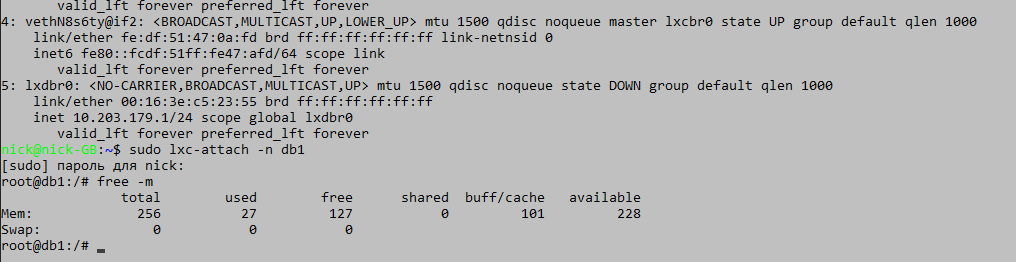 valid_lft forever preferred_lft forever
4: vethN8s6ty@if2: <BROADCAST,MULTICAST,UP,LOWER_UP> mtu 1500 qdisc noqueue master lxcbr0 state UP group default qlen 1000
link/ether fe:df:51:47:0a:fd brd ff:ff:ff:ff:ff:ff link-netnsid 0
inet6 fe80::fcdf:51ff:fe47:afd/64 scope link
valid_lft forever preferred_lft forever
5: lxdbr0: <NO-CARRIER,BROADCAST,MULTICAST,UP> mtu 1500 qdisc noqueue state DOWN group default qlen 1000
link/ether 00:16:3e:c5:23:55 brd ff:ff:ff:ff:ff:ff
inet 10.203.179.1/24 scope global lxdbr0
valid_lft forever preferred_lft forever
nick@nick-GB:~$ sudo lxc-attach -n db1
[sudo] пароль для nick:
root@db1:/# free -m
total used free shared buff/cache available
Mem: 256 27 127 0 101 228
Swap: 0 0 0
root@db1:/#